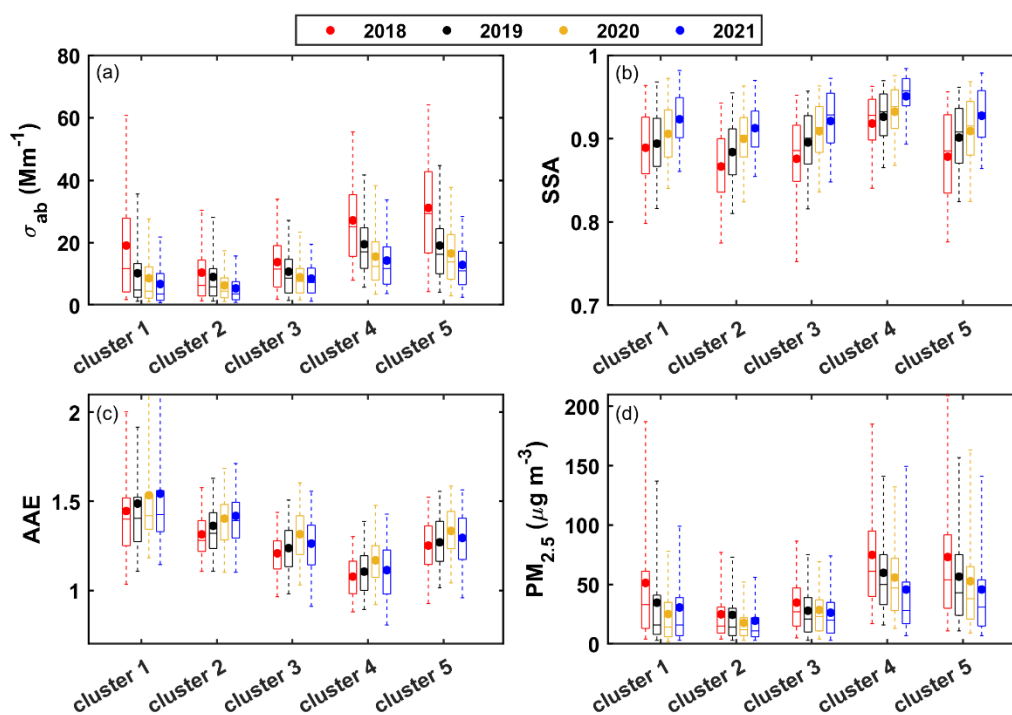 2018 2019 2020 2021
(a)
σab (Mm-1)
80
60
40
20
0
cluster 1 cluster 2 cluster 3 cluster 4 cluster 5
(b)
SSA
1
0.9
0.8
0.7
cluster 1 cluster 2 cluster 3 cluster 4 cluster 5
(c)
AAE
2
1.5
1
cluster 1 cluster 2 cluster 3 cluster 4 cluster 5
(d)
PM2.5 (μg m-3)
200
150
100
50
0
cluster 1 cluster 2 cluster 3 cluster 4 cluster 5